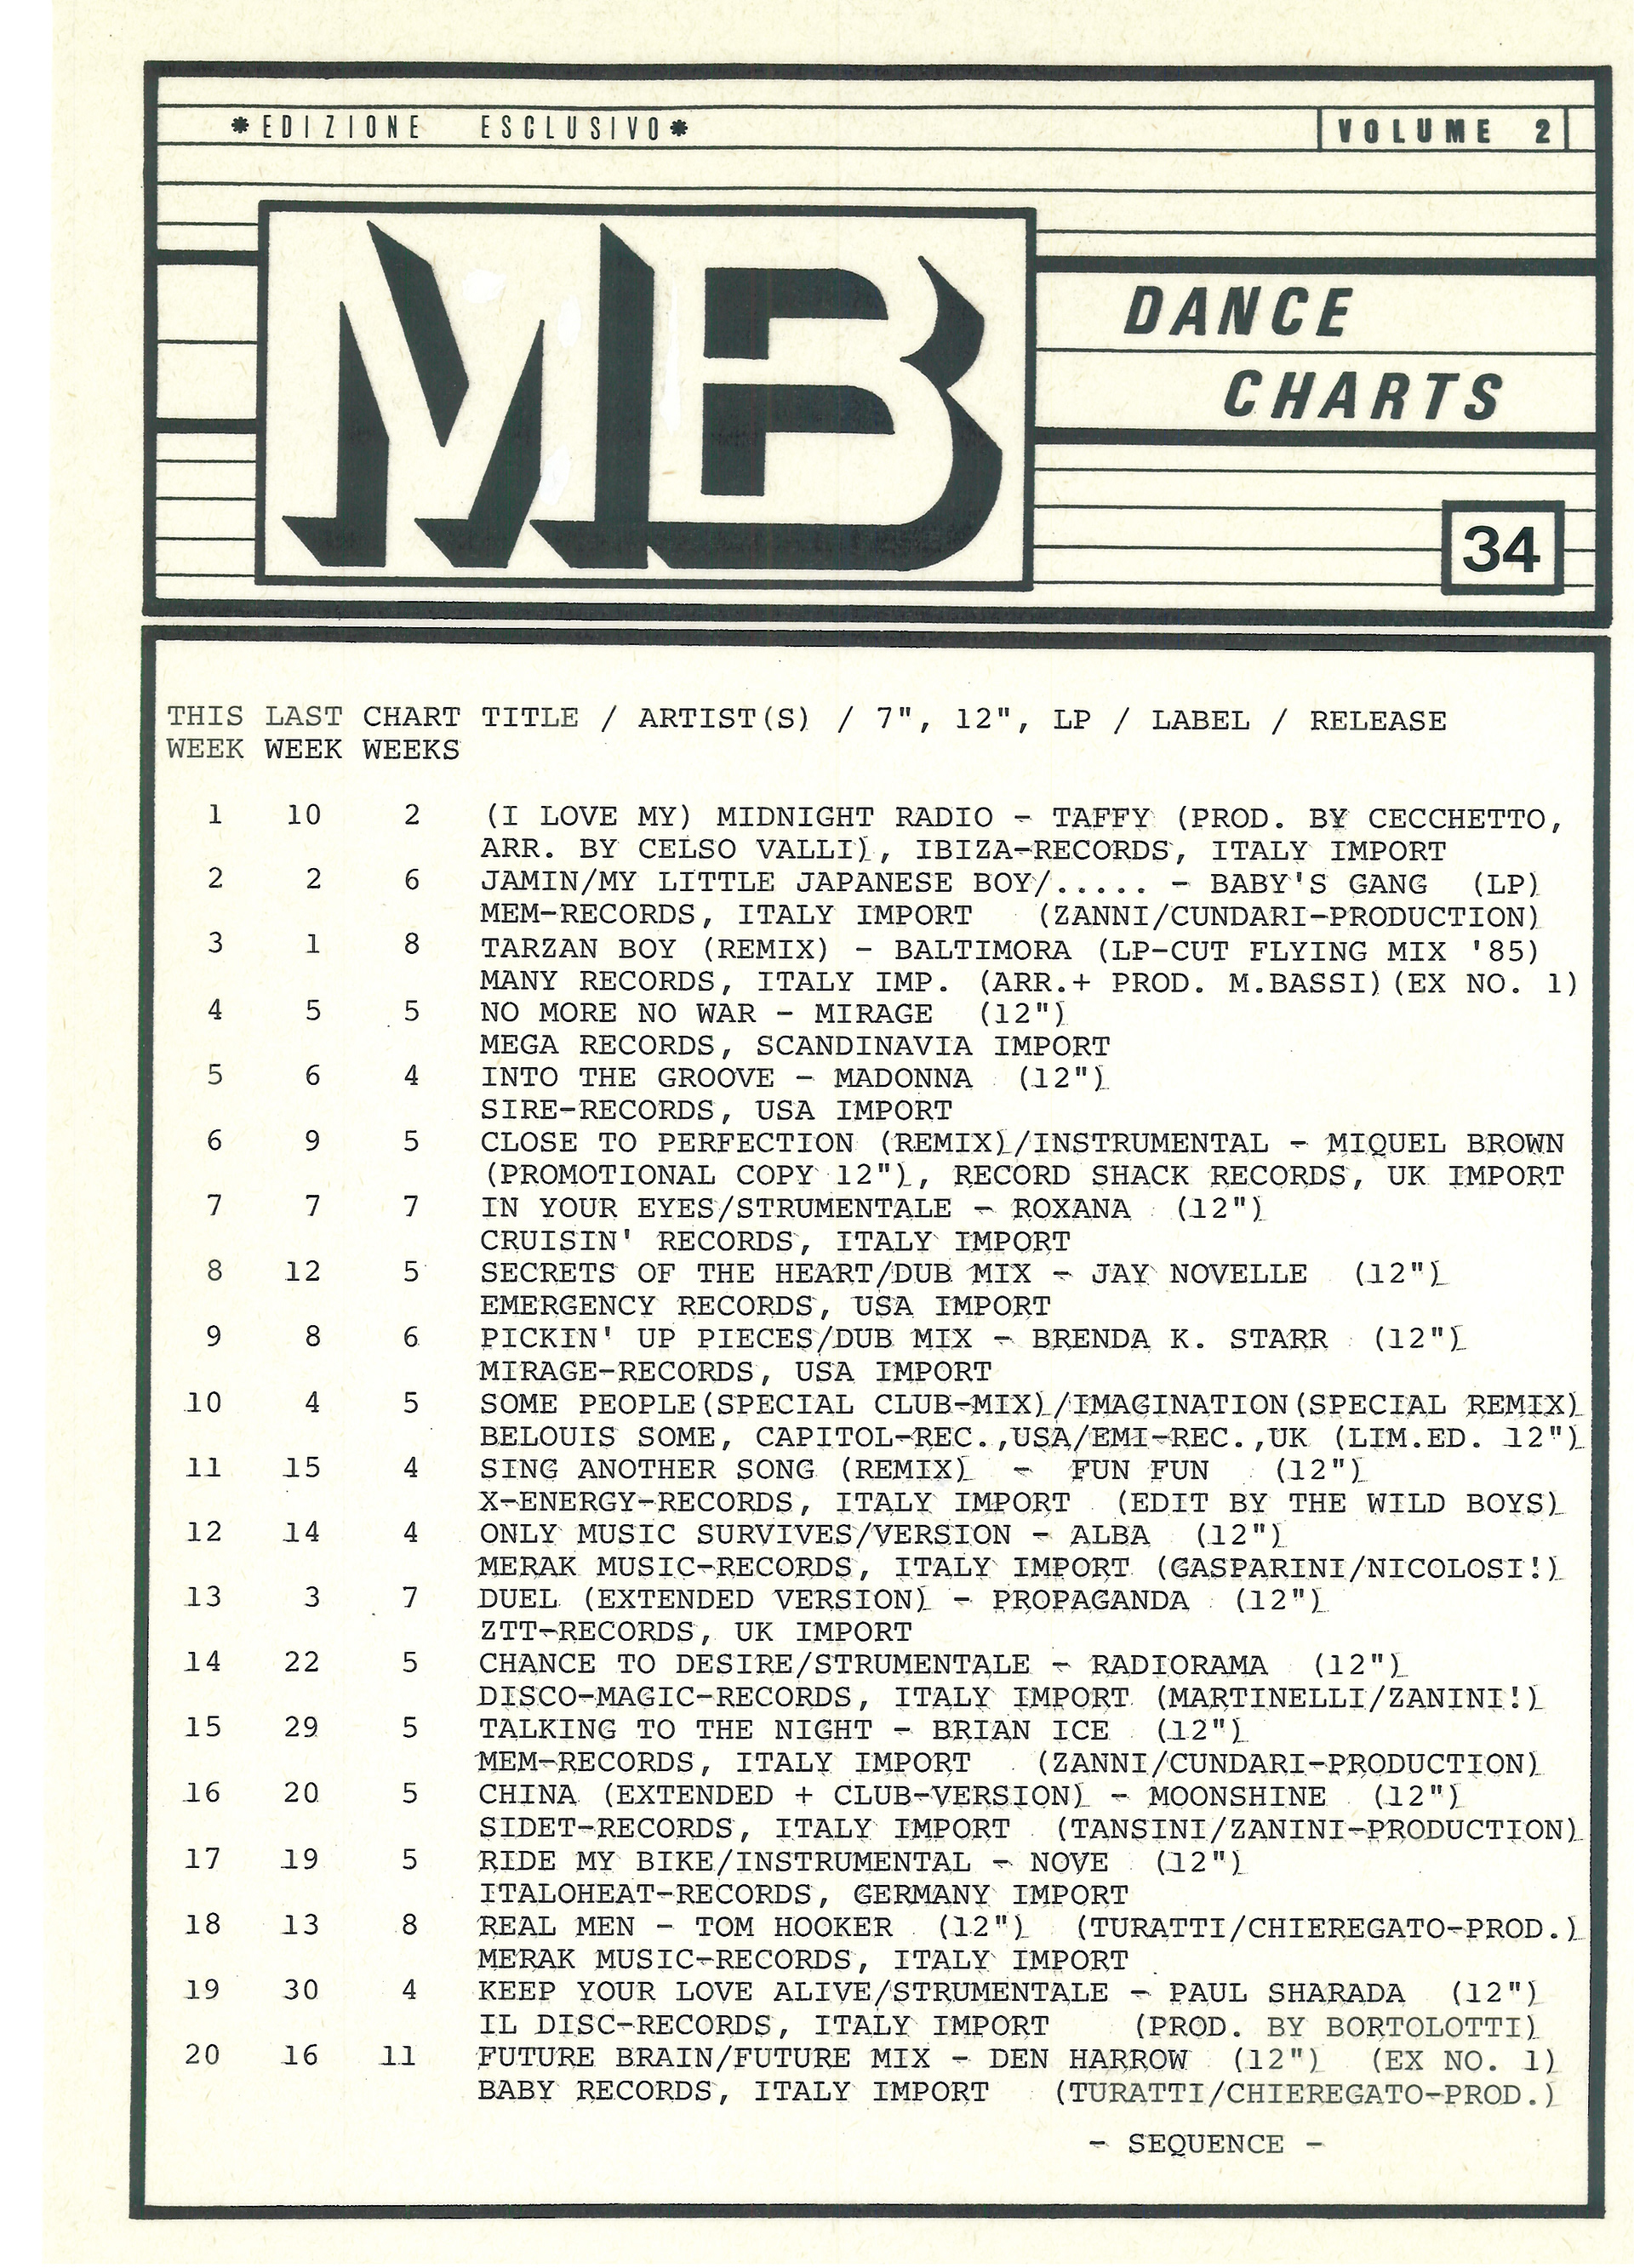 *EDIZIONE ESCLUSIVO*
VOLUME 2
MB
DANCE
CHARTS
34
THIS LAST CHART TITLE / ARTIST(S) / 7", 12", LP / LABEL / RELEASE
WEEK WEEK WEEKS
1 10 2 (I LOVE MY) MIDNIGHT RADIO - TAFFY (PROD. BY CECCHETTO,
ARR. BY CELSO VALLI), IBIZA-RECORDS, ITALY IMPORT
2 2 6 JAMIN/MY LITTLE JAPANESE BOY/..... - BABY'S GANG (LP)
MEM-RECORDS, ITALY IMPORT (ZANNI/CUNDARI-PRODUCTION)
3 1 8 TARZAN BOY (REMIX) - BALTIMORA (LP-CUT FLYING MIX '85)
MANY RECORDS, ITALY IMP. (ARR.+ PROD. M.BASSI)(EX NO. 1)
4 5 5 NO MORE NO WAR - MIRAGE (12")
MEGA RECORDS, SCANDINAVIA IMPORT
5 6 4 INTO THE GROOVE - MADONNA (12")
SIRE-RECORDS, USA IMPORT
6 9 5 CLOSE TO PERFECTION (REMIX)/INSTRUMENTAL - MIQUEL BROWN
(PROMOTIONAL COPY 12"), RECORD SHACK RECORDS, UK IMPORT
7 7 7 IN YOUR EYES/STRUMENTALE - ROXANA (12")
CRUISIN' RECORDS, ITALY IMPORT
8 12 5 SECRETS OF THE HEART/DUB MIX - JAY NOVELLE (12")
EMERGENCY RECORDS, USA IMPORT
9 8 6 PICKIN' UP PIECES/DUB MIX - BRENDA K. STARR (12")
MIRAGE-RECORDS, USA IMPORT
10 4 5 SOME PEOPLE(SPECIAL CLUB-MIX)/IMAGINATION(SPECIAL REMIX)
BELOUIS SOME, CAPITOL-REC.,USA/EMI-REC.,UK (LIM.ED. 12")
11 15 4 SING ANOTHER SONG (REMIX) - FUN FUN (12")
X-ENERGY-RECORDS, ITALY IMPORT (EDIT BY THE WILD BOYS)
12 14 4 ONLY MUSIC SURVIVES/VERSION - ALBA (12")
MERAK MUSIC-RECORDS, ITALY IMPORT (GASPARINI/NICOLOSI!)
13 3 7 DUEL (EXTENDED VERSION) - PROPAGANDA (12")
ZTT-RECORDS, UK IMPORT
14 22 5 CHANCE TO DESIRE/STRUMENTALE - RADIORAMA (12")
DISCO-MAGIC-RECORDS, ITALY IMPORT (MARTINELLI/ZANINI!)
15 29 5 TALKING TO THE NIGHT - BRIAN ICE (12")
MEM-RECORDS, ITALY IMPORT (ZANNI/CUNDARI-PRODUCTION)
16 20 5 CHINA (EXTENDED + CLUB-VERSION) - MOONSHINE (12")
SIDET-RECORDS, ITALY IMPORT (TANSINI/ZANINI-PRODUCTION)
17 19 5 RIDE MY BIKE/INSTRUMENTAL - NOVE (12")
ITALOHEAT-RECORDS, GERMANY IMPORT
18 13 8 REAL MEN - TOM HOOKER (12") (TURATTI/CHIEREGATO-PROD.)
MERAK MUSIC-RECORDS, ITALY IMPORT
19 30 4 KEEP YOUR LOVE ALIVE/STRUMENTALE - PAUL SHARADA (12")
IL DISC-RECORDS, ITALY IMPORT (PROD. BY BORTOLOTTI)
20 16 11 FUTURE BRAIN/FUTURE MIX - DEN HARROW (12") (EX NO. 1)
BABY RECORDS, ITALY IMPORT (TURATTI/CHIEREGATO-PROD.)
- SEQUENCE -